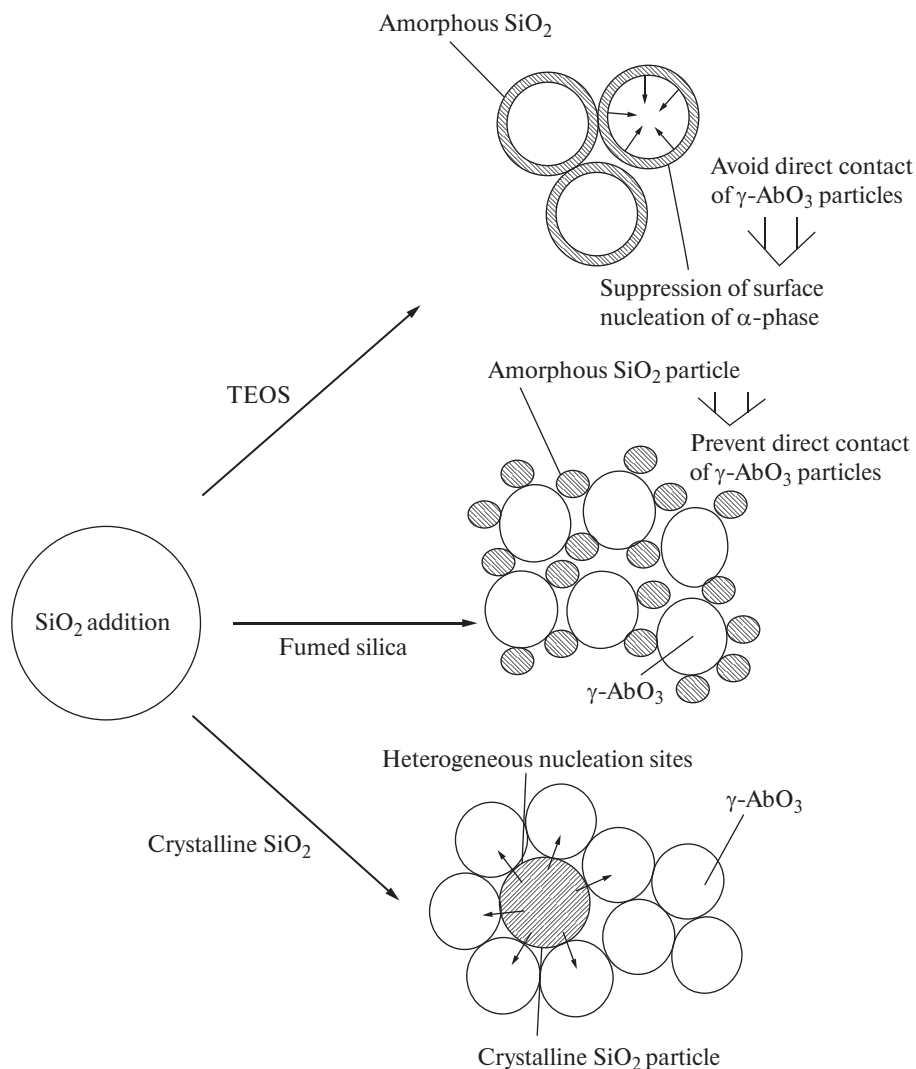 Amorphous SiO₂
Avoid direct contact
of γ-AbO₃ particles
Suppression of surface
nucleation of α-phase
TEOS
Amorphous SiO₂ particle
Prevent direct contact
of γ-AbO₃ particles
SiO₂ addition
Fumed silica
γ-AbO₃
Heterogeneous nucleation sites
γ-AbO₃
Crystalline SiO₂
Crystalline SiO₂ particle